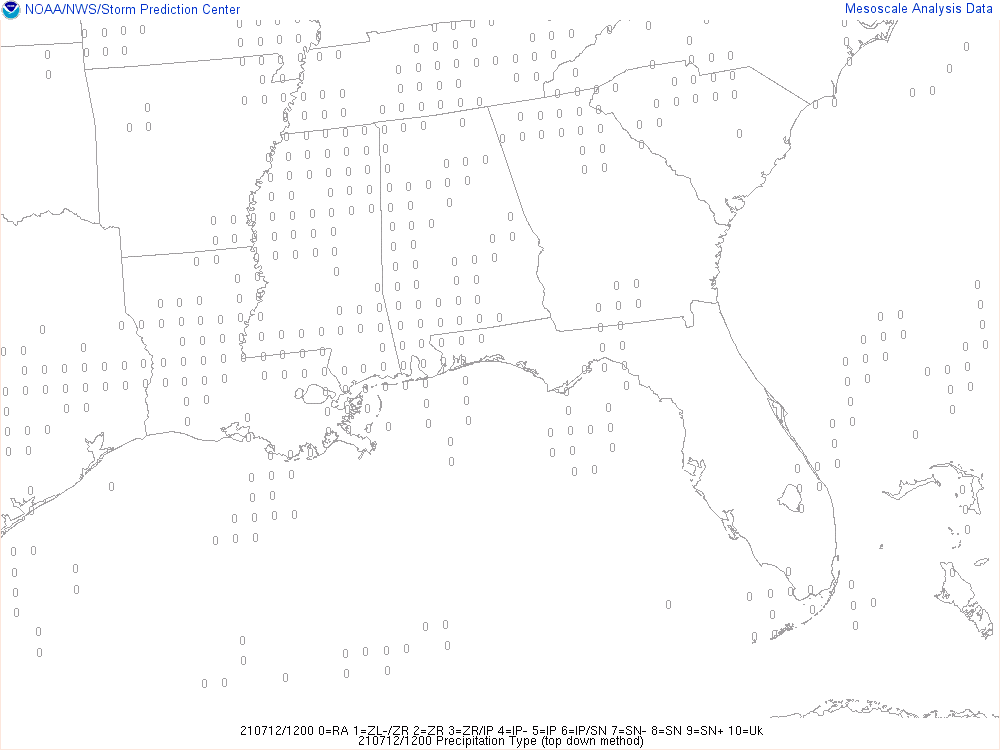 NOAA/NWS/Storm Prediction Center
Mesoscale Analysis Data
210712/1200 0=RA 1=ZL-/ZR 2=ZR 3=ZR/IP 4=IP- 5=IP 6=IP/SN 7=SN- 8=SN 9=SN+ 10=Uk
210712/1200 Precipitation Type (top down method)